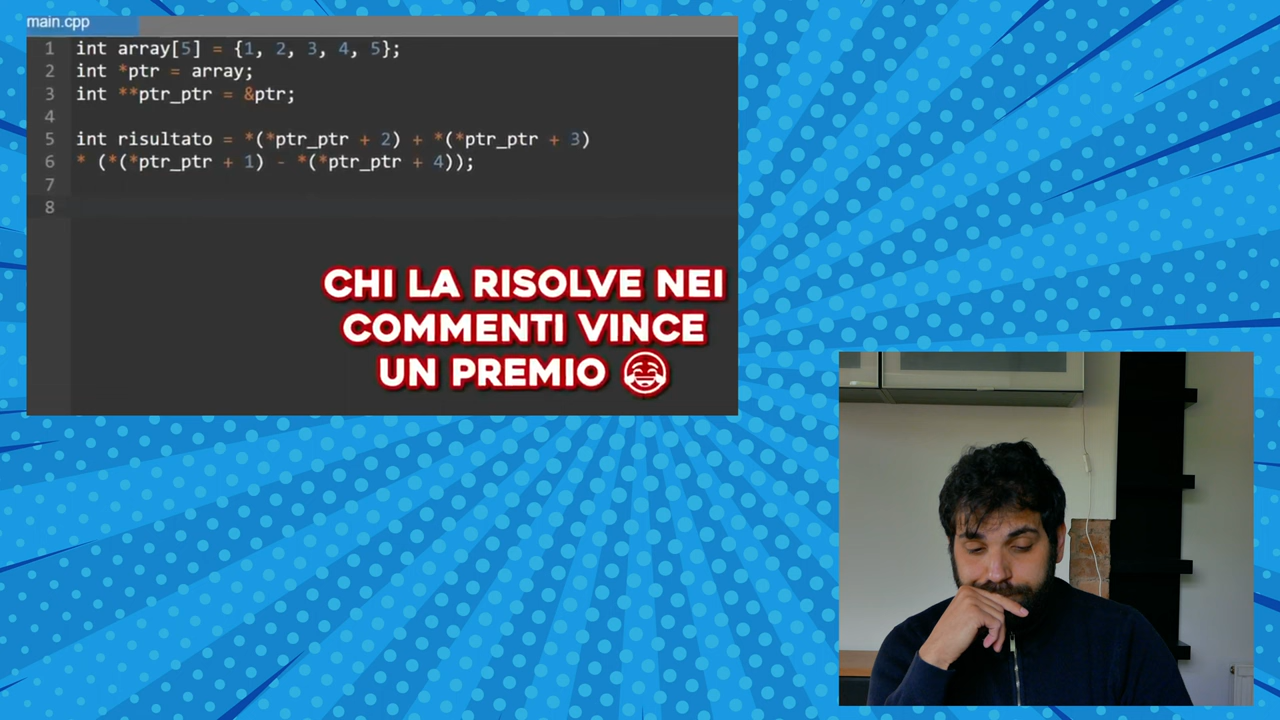 main.cpp
1 int array[5] = {1, 2, 3, 4, 5};
2 int *ptr = array;
3 int **ptr_ptr = &ptr;
4
5 int risultato = *(*ptr_ptr + 2) + *(*ptr_ptr + 3)
6 * (*(*ptr_ptr + 1) - *(*ptr_ptr + 4));
7
8
CHI LA RISOLVE NEI
COMMENTI VINCE
UN PREMIO 😂